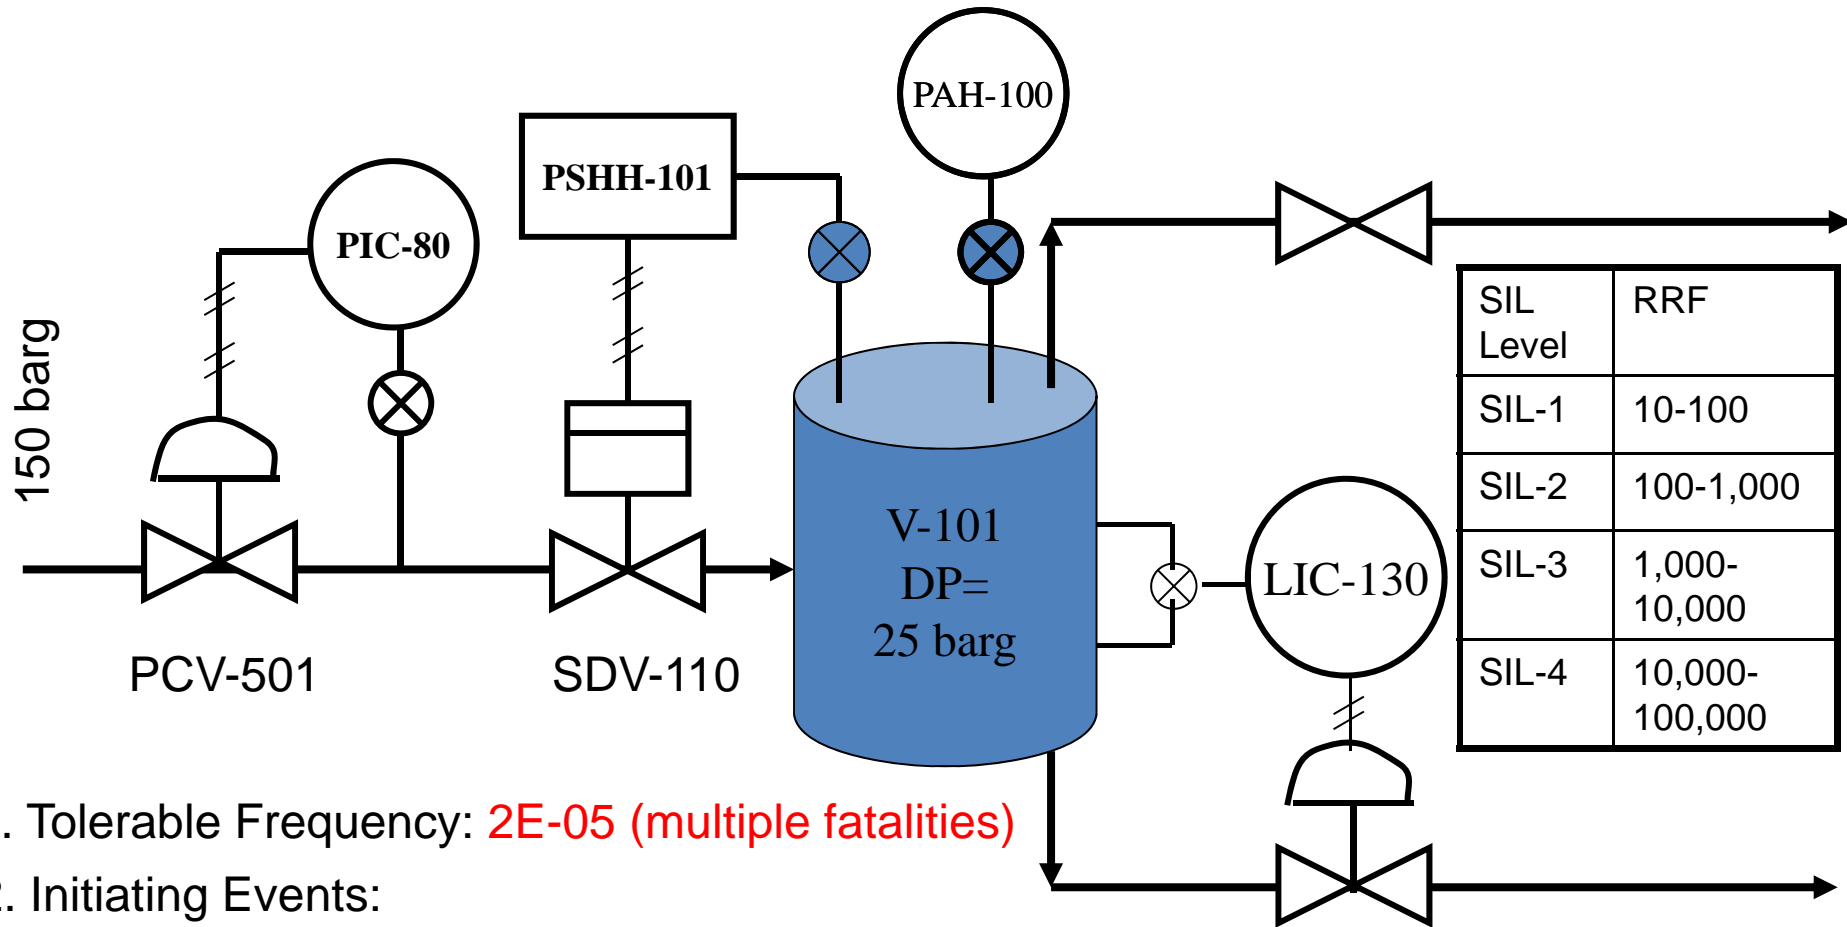 PAH-100
PSHH-101
PIC-80
150 barg
SIL Level RRF
SIL-1 10-100
SIL-2 100-1,000
SIL-3 1,000-10,000
SIL-4 10,000-100,000
V-101
DP=
25 barg
LIC-130
PCV-501
SDV-110
. Tolerable Frequency: 2E-05 (multiple fatalities)
2. Initiating Events: